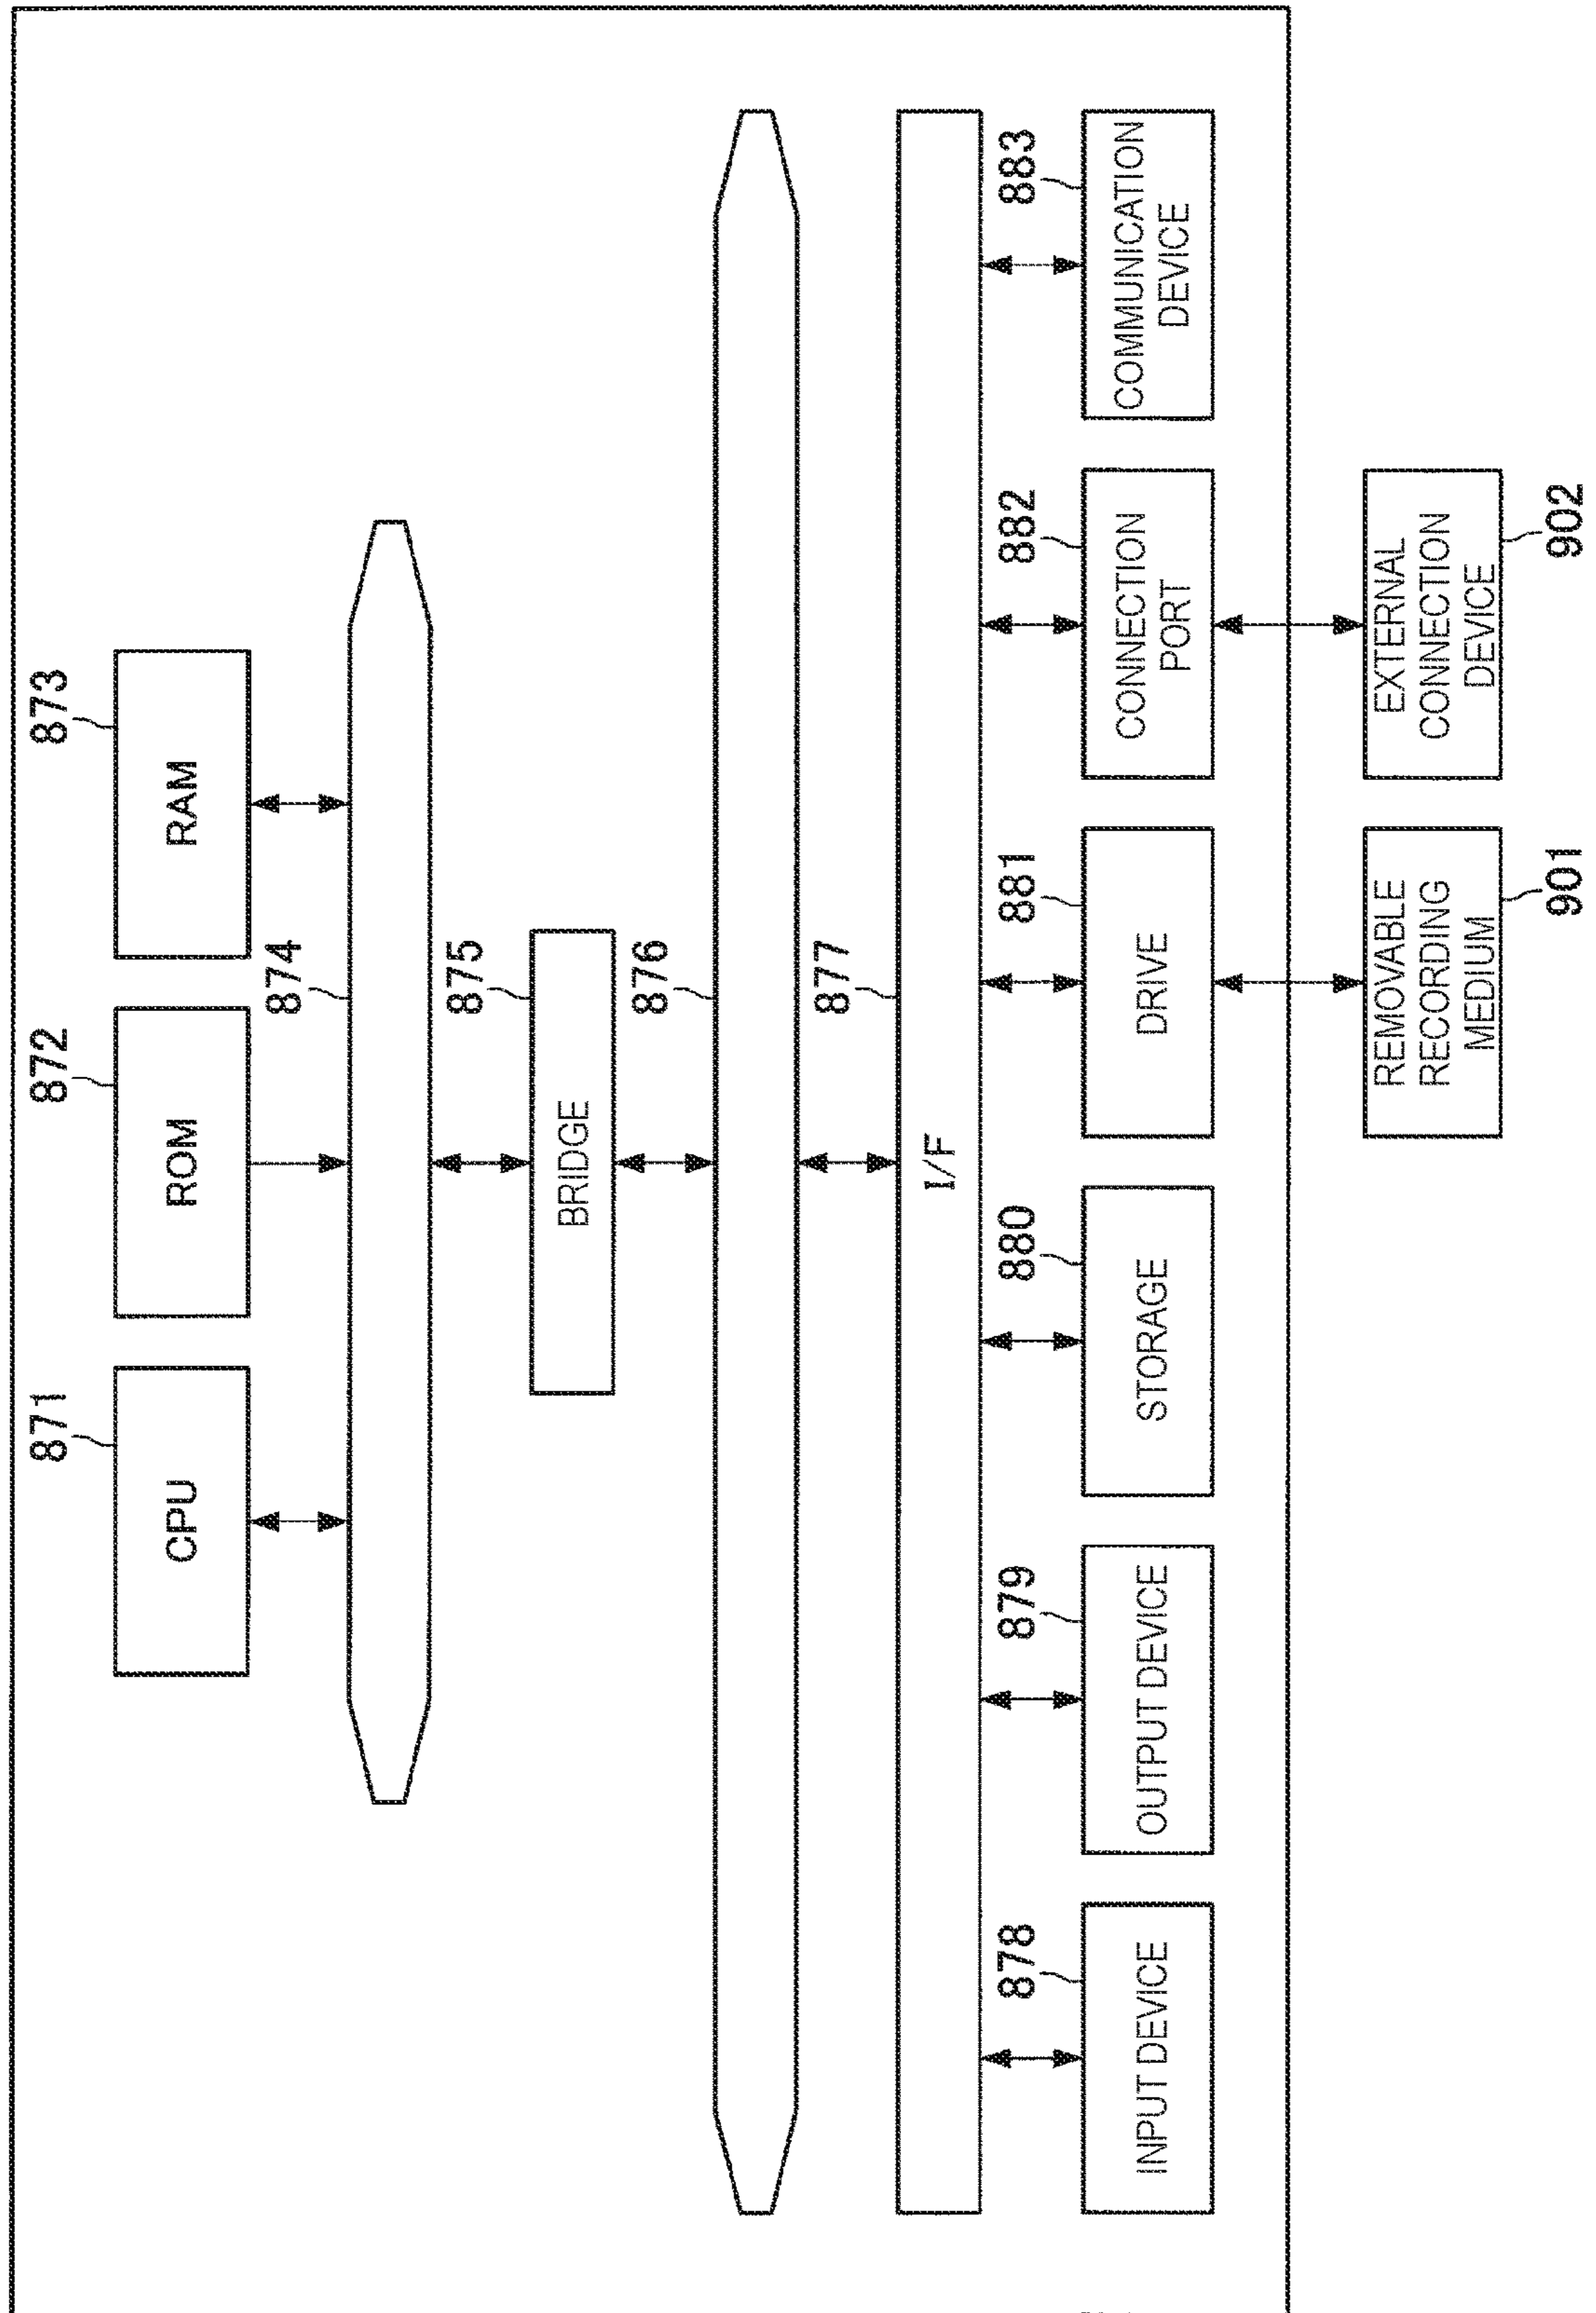 871
CPU
872
ROM
873
RAM
874
875
BRIDGE
876
877
I/F
878
INPUT DEVICE
879
OUTPUT DEVICE
880
STORAGE
881
DRIVE
882
CONNECTION
PORT
883
COMMUNICATION
DEVICE
REMOVABLE
RECORDING
MEDIUM
901
EXTERNAL
CONNECTION
DEVICE
902